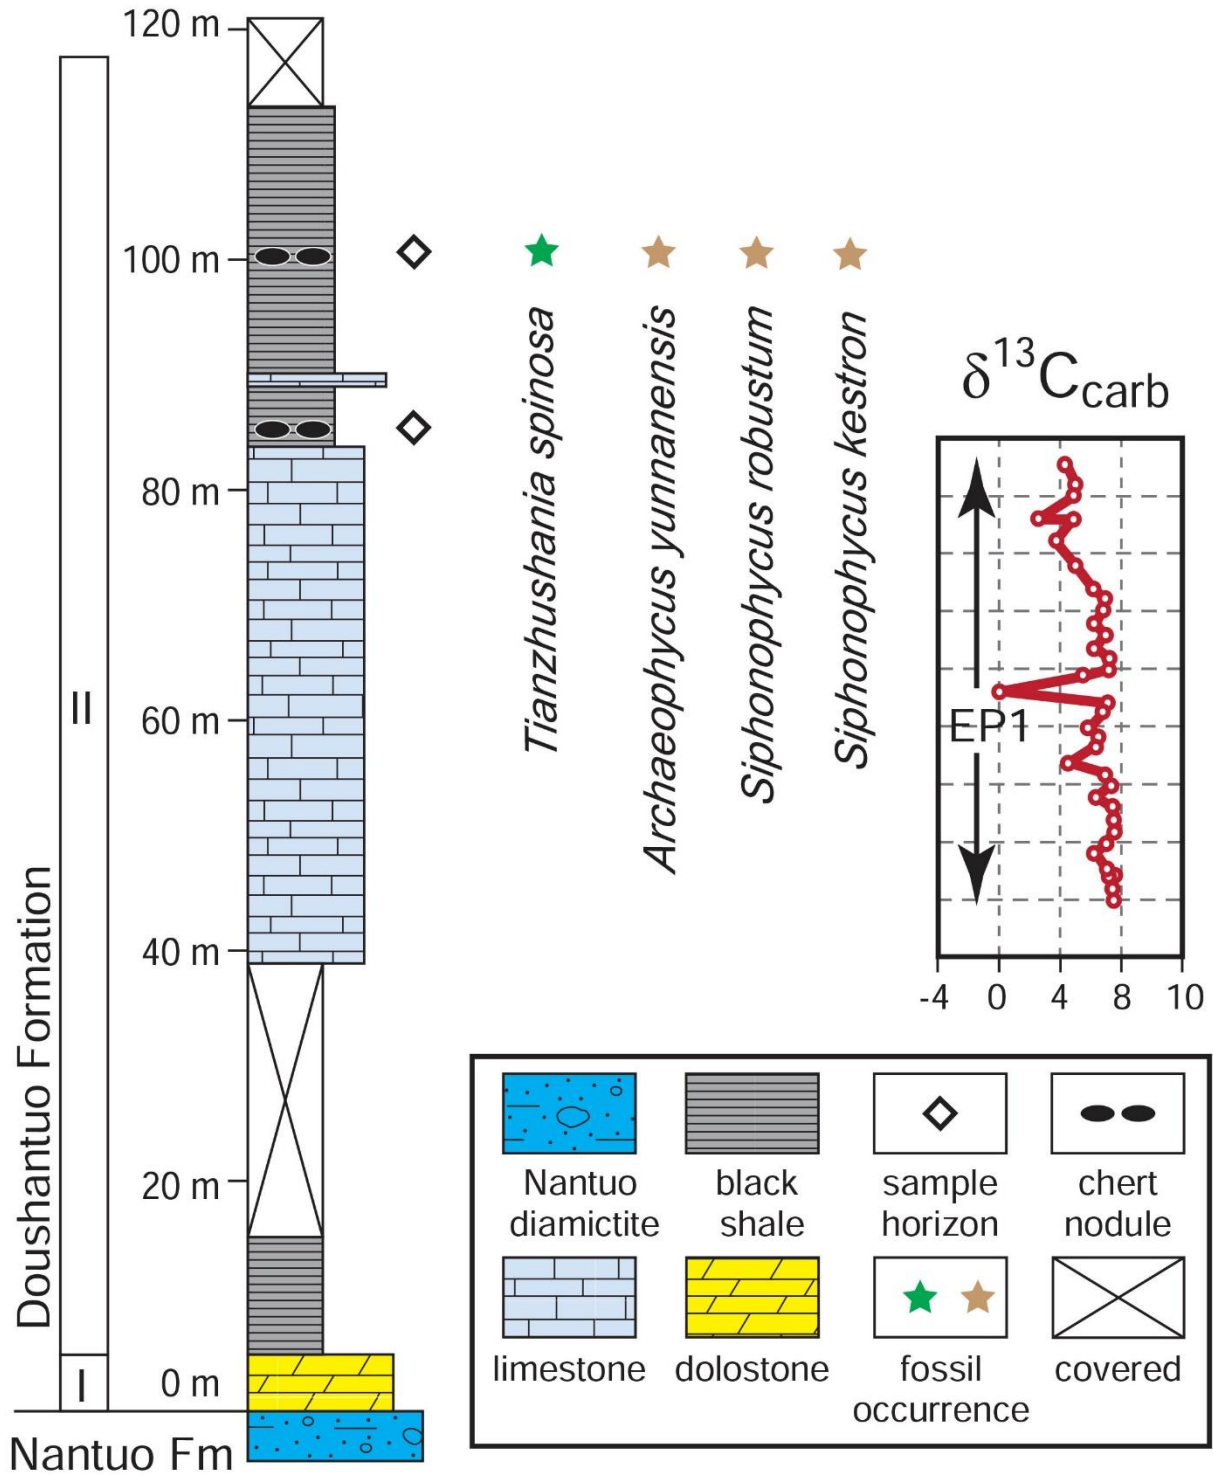 120 m
100 m
80 m
60 m
40 m
20 m
0 m
II
I
Doushantuo Formation
Nantuo Fm
Tianzhushania spinosa
Archaeophycus yunnanensis
Siphonophycus robustum
Siphonophycus kestron
δ13Ccarb
EP1
-4 0 4 8 10
Nantuo
diamictite
black
shale
sample
horizon
chert
nodule
limestone
dolostone
fossil
occurrence
covered